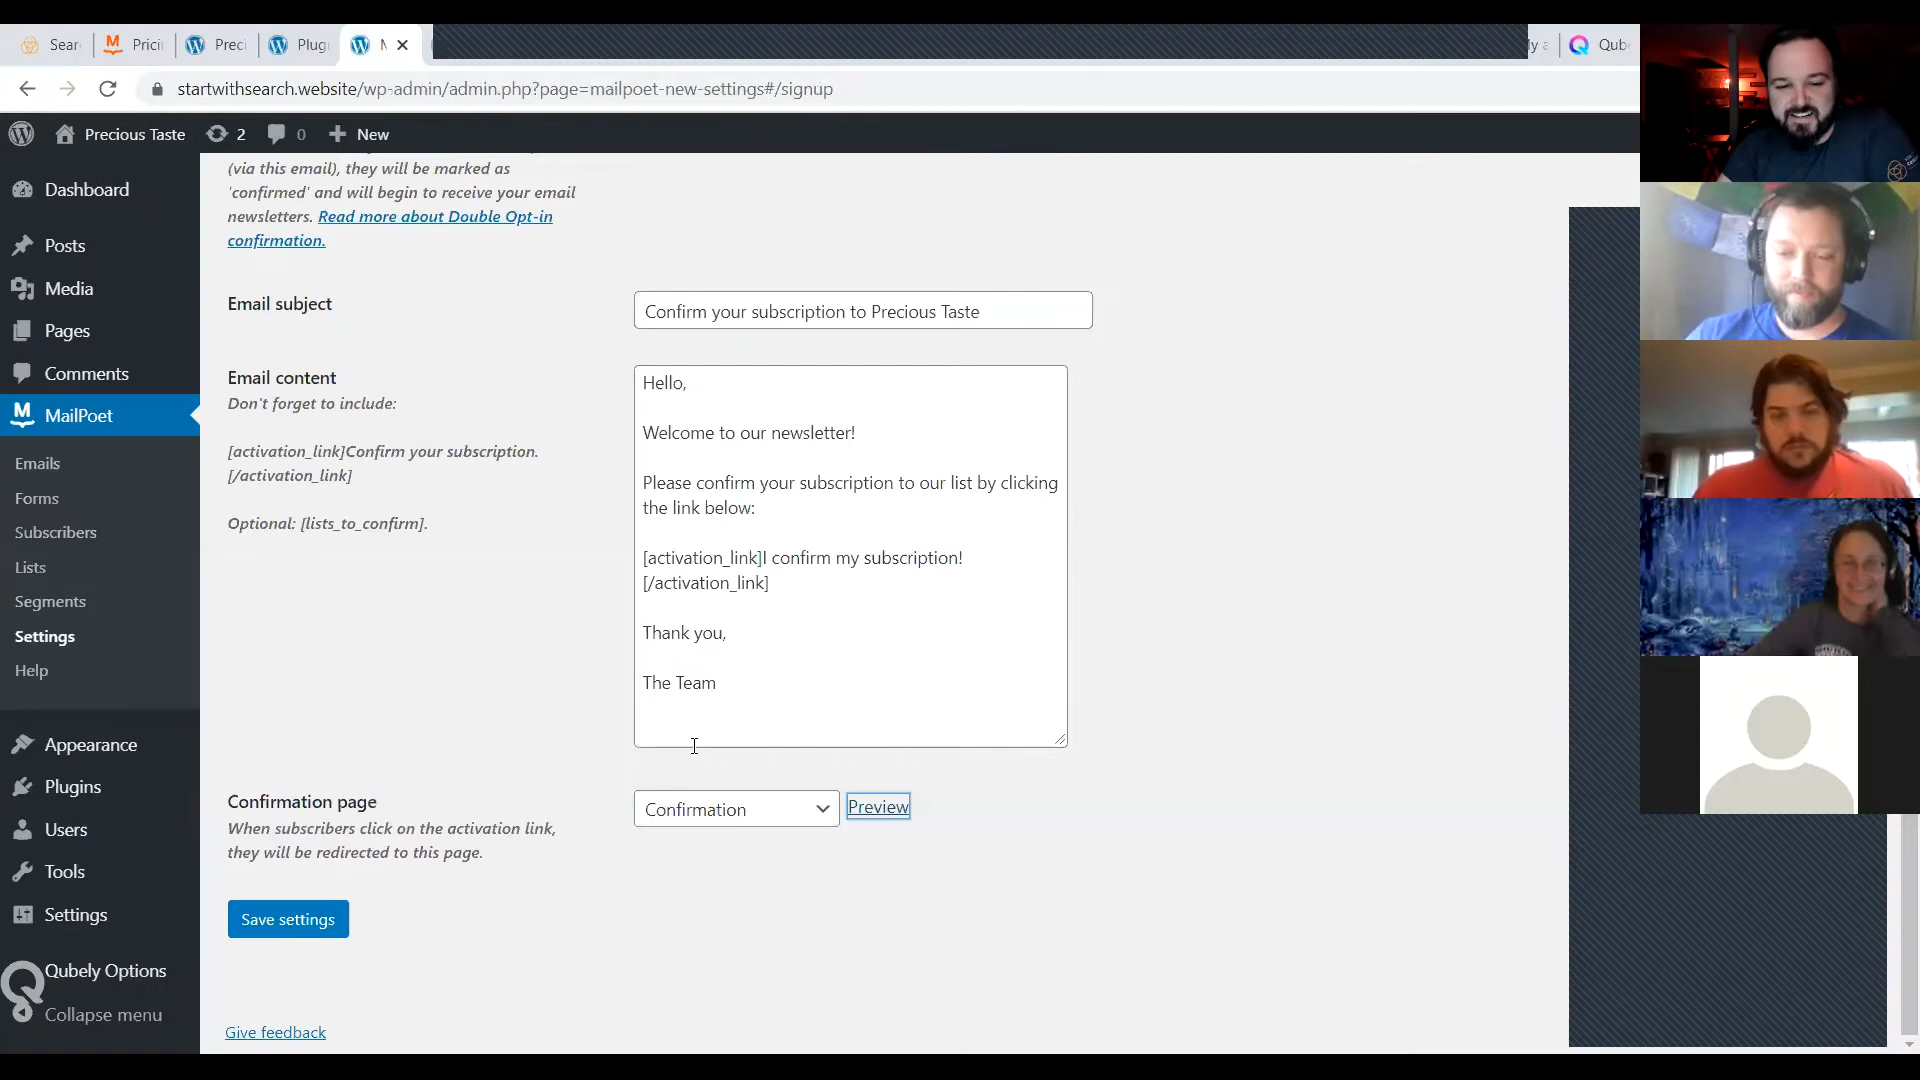 Sear
Prici
Preci
Plug
ly a
Qub
startwithsearch.website/wp-admin/admin.php?page=mailpoet-new-settings#/signup
Precious Taste
2
0
New
Dashboard
Posts
Media
Pages
Comments
MailPoet
Emails
Forms
Subscribers
Lists
Segments
Settings
Help
Appearance
Plugins
Users
Tools
Settings
Qubely Options
Collapse menu
(via this email), they will be marked as
'confirmed' and will begin to receive your email
newsletters. Read more about Double Opt-in
confirmation.
Email subject
Confirm your subscription to Precious Taste
Email content
Don't forget to include:
[activation_link]Confirm your subscription.
[/activation_link]
Optional: [lists_to_confirm].
Hello,
Welcome to our newsletter!
Please confirm your subscription to our list by clicking
the link below:
[activation_link]I confirm my subscription!
[/activation_link]
Thank you,
The Team
Confirmation page
When subscribers click on the activation link,
they will be redirected to this page.
Confirmation
Preview
Save settings
Give feedback